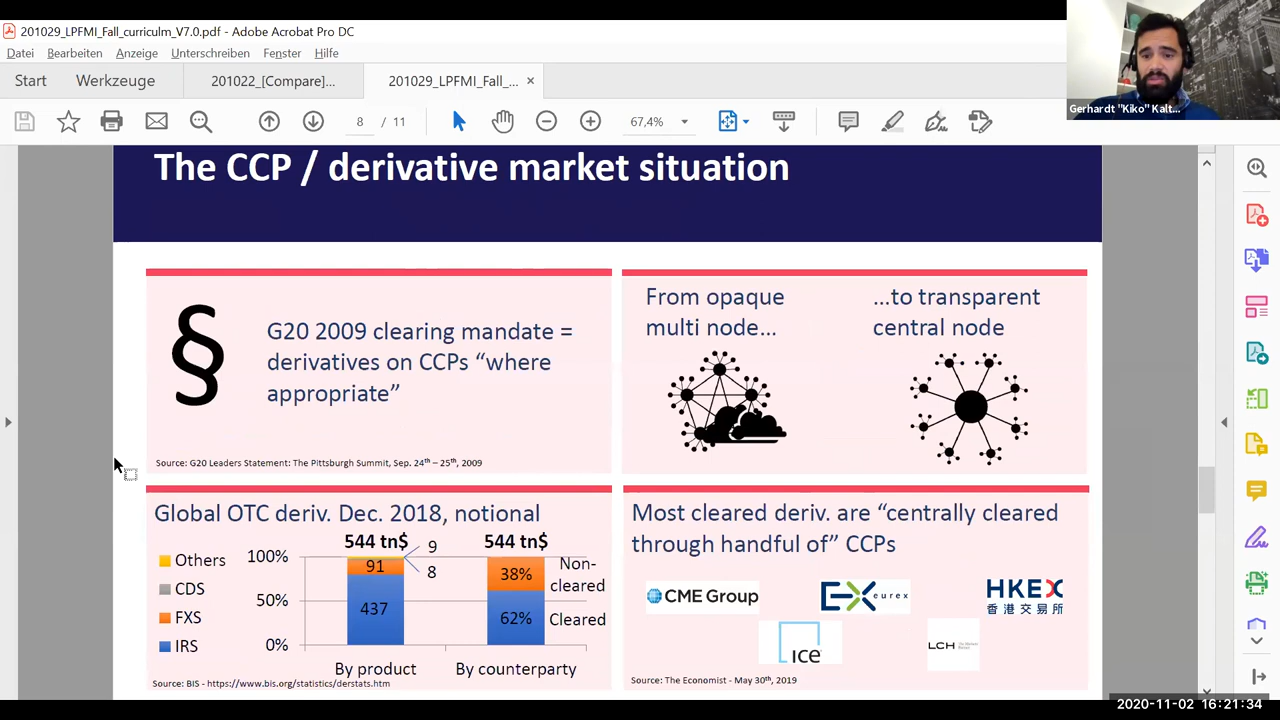 201029_LPFMI_Fall_curriculm_V7.0.pdf - Adobe Acrobat Pro DC
Datei Bearbeiten Anzeige Unterschreiben Fenster Hilfe
Start Werkzeuge 201022_[Compare]... 201029_LPFMI_Fall_... ×
8 / 11 67,4%
Gerhardt "Kiko" Kalt...
The CCP / derivative market situation
G20 2009 clearing mandate =
derivatives on CCPs “where
appropriate”
Source: G20 Leaders Statement: The Pittsburgh Summit, Sep. 24th – 25th, 2009
From opaque
multi node...
...to transparent
central node
Global OTC deriv. Dec. 2018, notional
544 tn$ 544 tn$
Others
CDS
FXS
IRS
100%
50%
0%
91
437
9
8
38%
62%
Non-
cleared
Cleared
By product By counterparty
Source: BIS - https://www.bis.org/statistics/derstats.htm
Most cleared deriv. are “centrally cleared
through handful of” CCPs
CME Group
EX eurex
HKEX
香港交易所
ICE
LCH
Source: The Economist - May 30th, 2019
2020-11-02 16:21:34